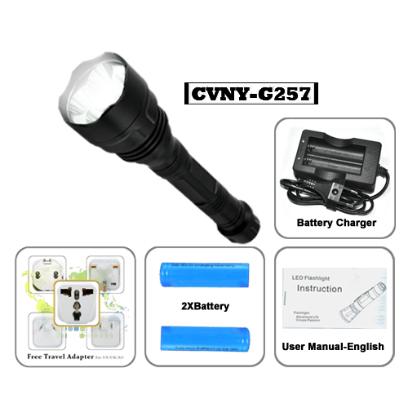 CVNY-G257
Battery Charger
Free Travel Adapter
2XBattery
LED Flashlight
Instruction
User Manual-English